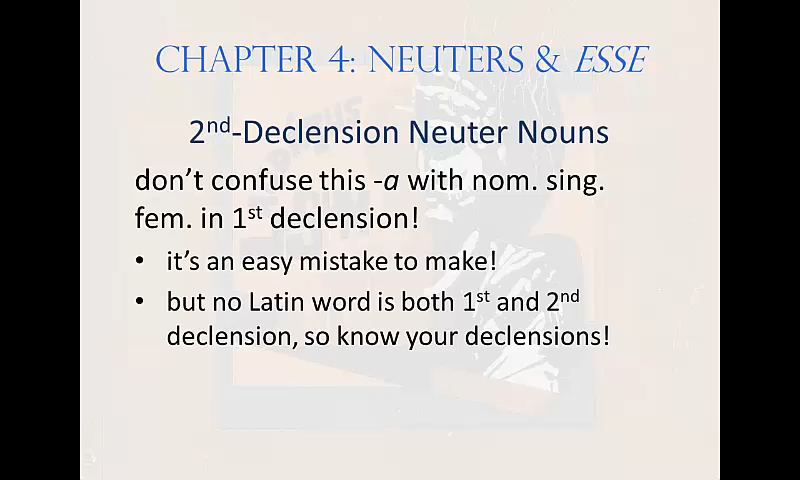 CHAPTER 4: NEUTERS & ESSE
2nd-Declension Neuter Nouns
don't confuse this -a with nom. sing.
fem. in 1st declension!
• it's an easy mistake to make!
• but no Latin word is both 1st and 2nd
declension, so know your declensions!